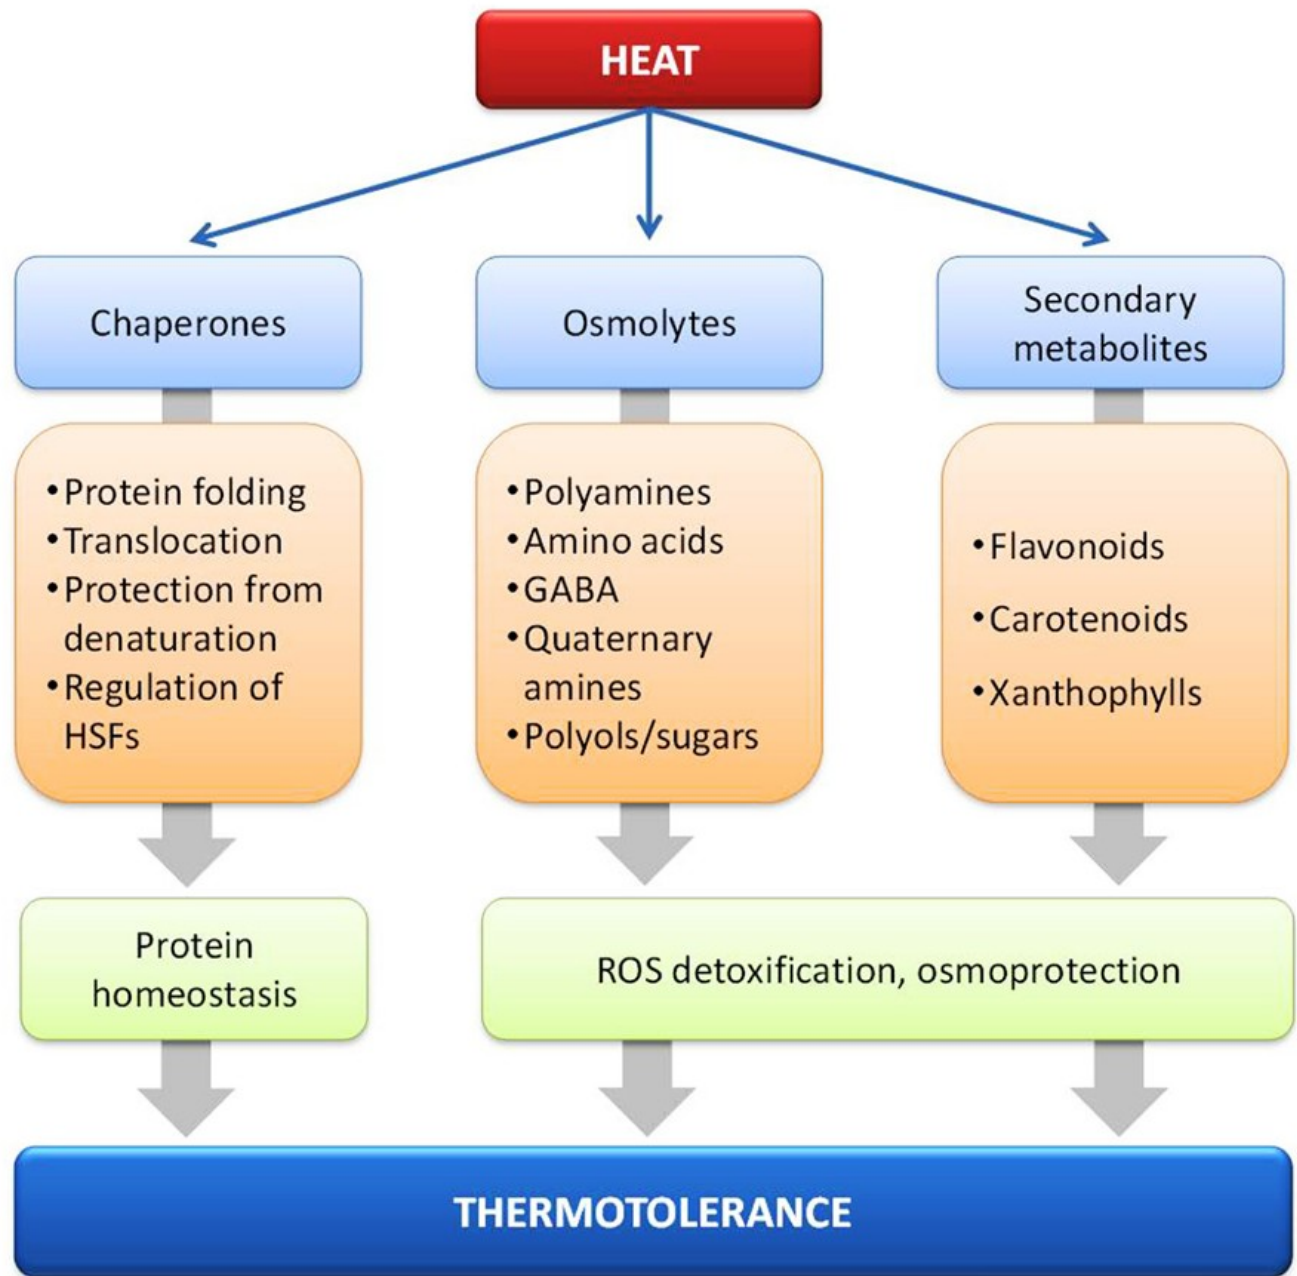 HEAT
Chaperones
Osmolytes
Secondary
metabolites
•Protein folding
•Translocation
•Protection from
denaturation
•Regulation of
HSFs
•Polyamines
•Amino acids
•GABA
•Quaternary
amines
•Polyols/sugars
•Flavonoids
•Carotenoids
•Xanthophylls
Protein
homeostasis
ROS detoxification, osmoprotection
THERMOTOLERANCE